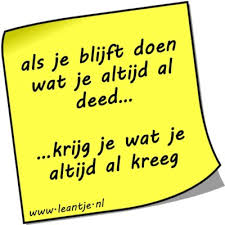 als je blijft doen
wat je altijd al
deed...
...krijg je wat je
altijd al kreeg
www.leantje.nl